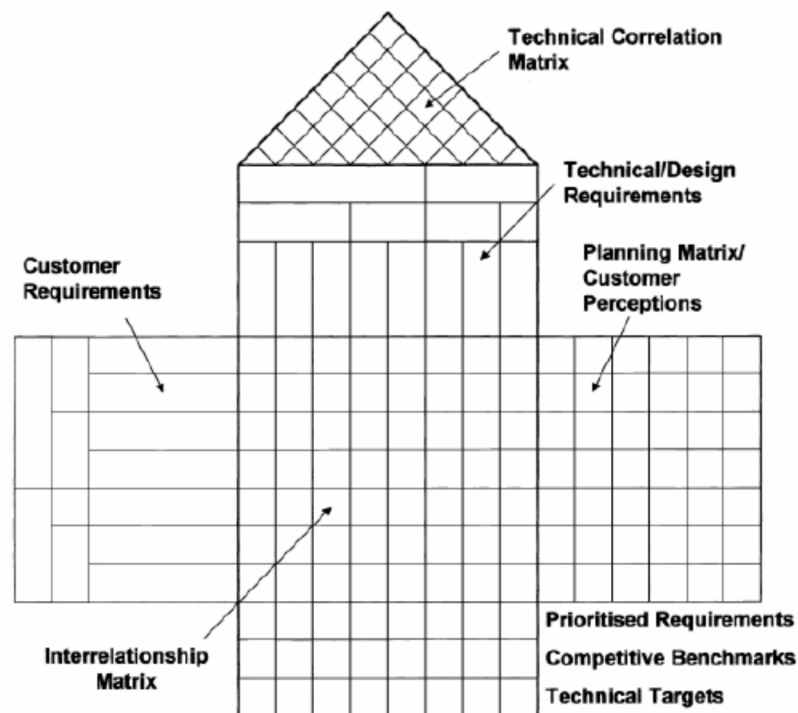 Technical Correlation
Matrix
Technical/Design
Requirements
Planning Matrix/
Customer
Perceptions
Customer
Requirements
Interrelationship
Matrix
Prioritised Requirements
Competitive Benchmarks
Technical Targets